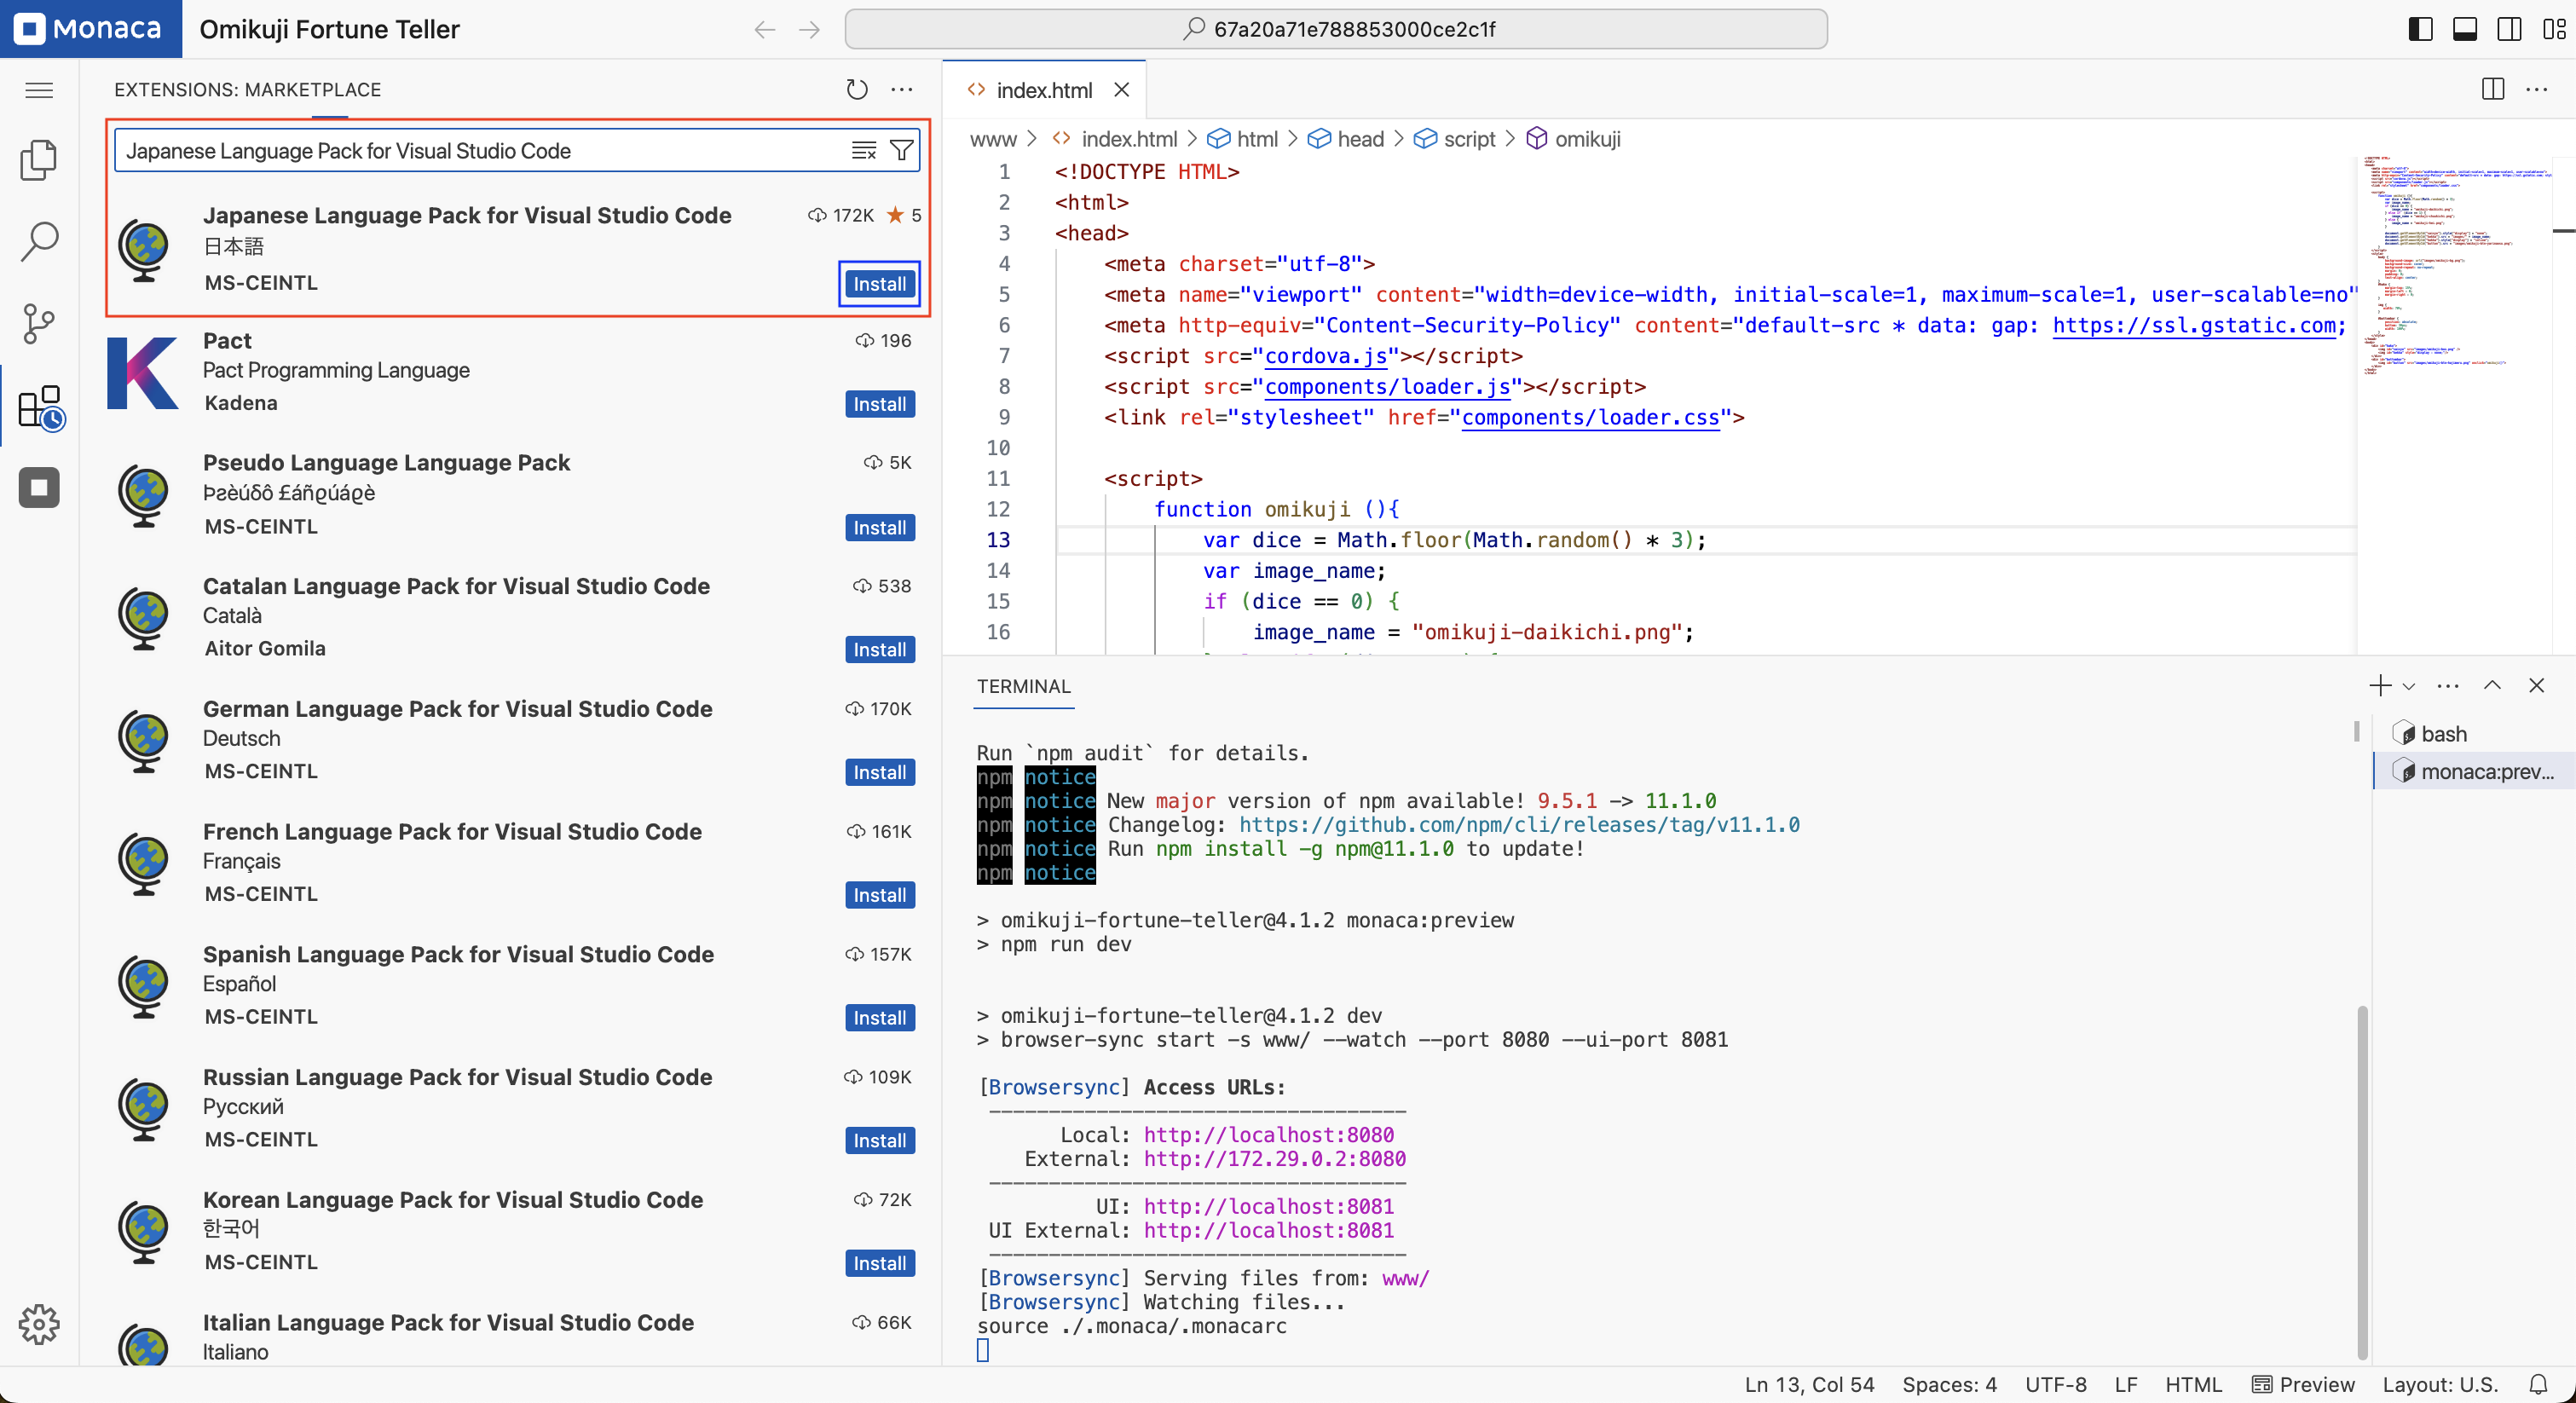 Monaca
Omikuji Fortune Teller
67a20a71e788853000ce2c1f
EXTENSIONS: MARKETPLACE
Japanese Language Pack for Visual Studio Code
Japanese Language Pack for Visual Studio Code 172K ★ 5
日本語
MS-CEINTL Install
Pact 196
Pact Programming Language
Kadena Install
Pseudo Language Language Pack 5K
MS-CEINTL Install
Catalan Language Pack for Visual Studio Code 538
Català
Aitor Gomila Install
German Language Pack for Visual Studio Code 170K
Deutsch
MS-CEINTL Install
French Language Pack for Visual Studio Code 161K
Français
MS-CEINTL Install
Spanish Language Pack for Visual Studio Code 157K
Español
MS-CEINTL Install
Russian Language Pack for Visual Studio Code 109K
Русский
MS-CEINTL Install
Korean Language Pack for Visual Studio Code 72K
한국어
MS-CEINTL Install
Italian Language Pack for Visual Studio Code 66K
Italiano
index.html
www > index.html > html > head > script > omikuji
1 <!DOCTYPE HTML>
2 <html>
3 <head>
4 <meta charset="utf-8">
5 <meta name="viewport" content="width=device-width, initial-scale=1, maximum-scale=1, user-scalable=no"
6 <meta http-equiv="Content-Security-Policy" content="default-src * data: gap: https://ssl.gstatic.com;
7 <script src="cordova.js"></script>
8 <script src="components/loader.js"></script>
9 <link rel="stylesheet" href="components/loader.css">
10
11 <script>
12 function omikuji (){
13 var dice = Math.floor(Math.random() * 3);
14 var image_name;
15 if (dice == 0) {
16 image_name = "omikuji-daikichi.png";
TERMINAL
Run `npm audit` for details.
npm notice
npm notice New major version of npm available! 9.5.1 -> 11.1.0
npm notice Changelog: https://github.com/npm/cli/releases/tag/v11.1.0
npm notice Run npm install -g npm@11.1.0 to update!
npm notice
> omikuji-fortune-teller@4.1.2 monaca:preview
> npm run dev
> omikuji-fortune-teller@4.1.2 dev
> browser-sync start -s www/ --watch --port 8080 --ui-port 8081
[Browsersync] Access URLs:
----------------------------------
Local: http://localhost:8080
External: http://172.29.0.2:8080
----------------------------------
UI: http://localhost:8081
UI External: http://localhost:8081
----------------------------------
[Browsersync] Serving files from: www/
[Browsersync] Watching files...
source ./.monaca/.monacarc
bash
monaca:prev...
Ln 13, Col 54 Spaces: 4 UTF-8 LF HTML Preview Layout: U.S.